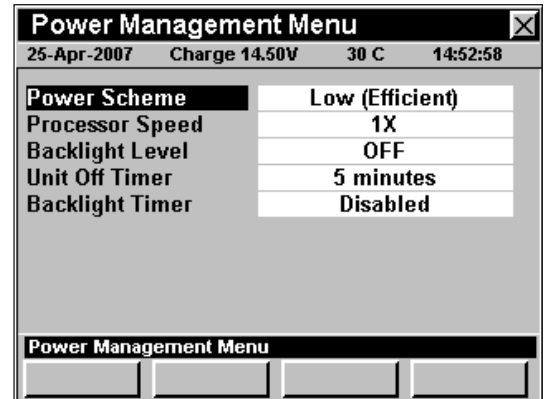 Power Management Menu
25-Apr-2007 Charge 14.50V 30 C 14:52:58
Power Scheme Low (Efficient)
Processor Speed 1X
Backlight Level OFF
Unit Off Timer 5 minutes
Backlight Timer Disabled
Power Management Menu